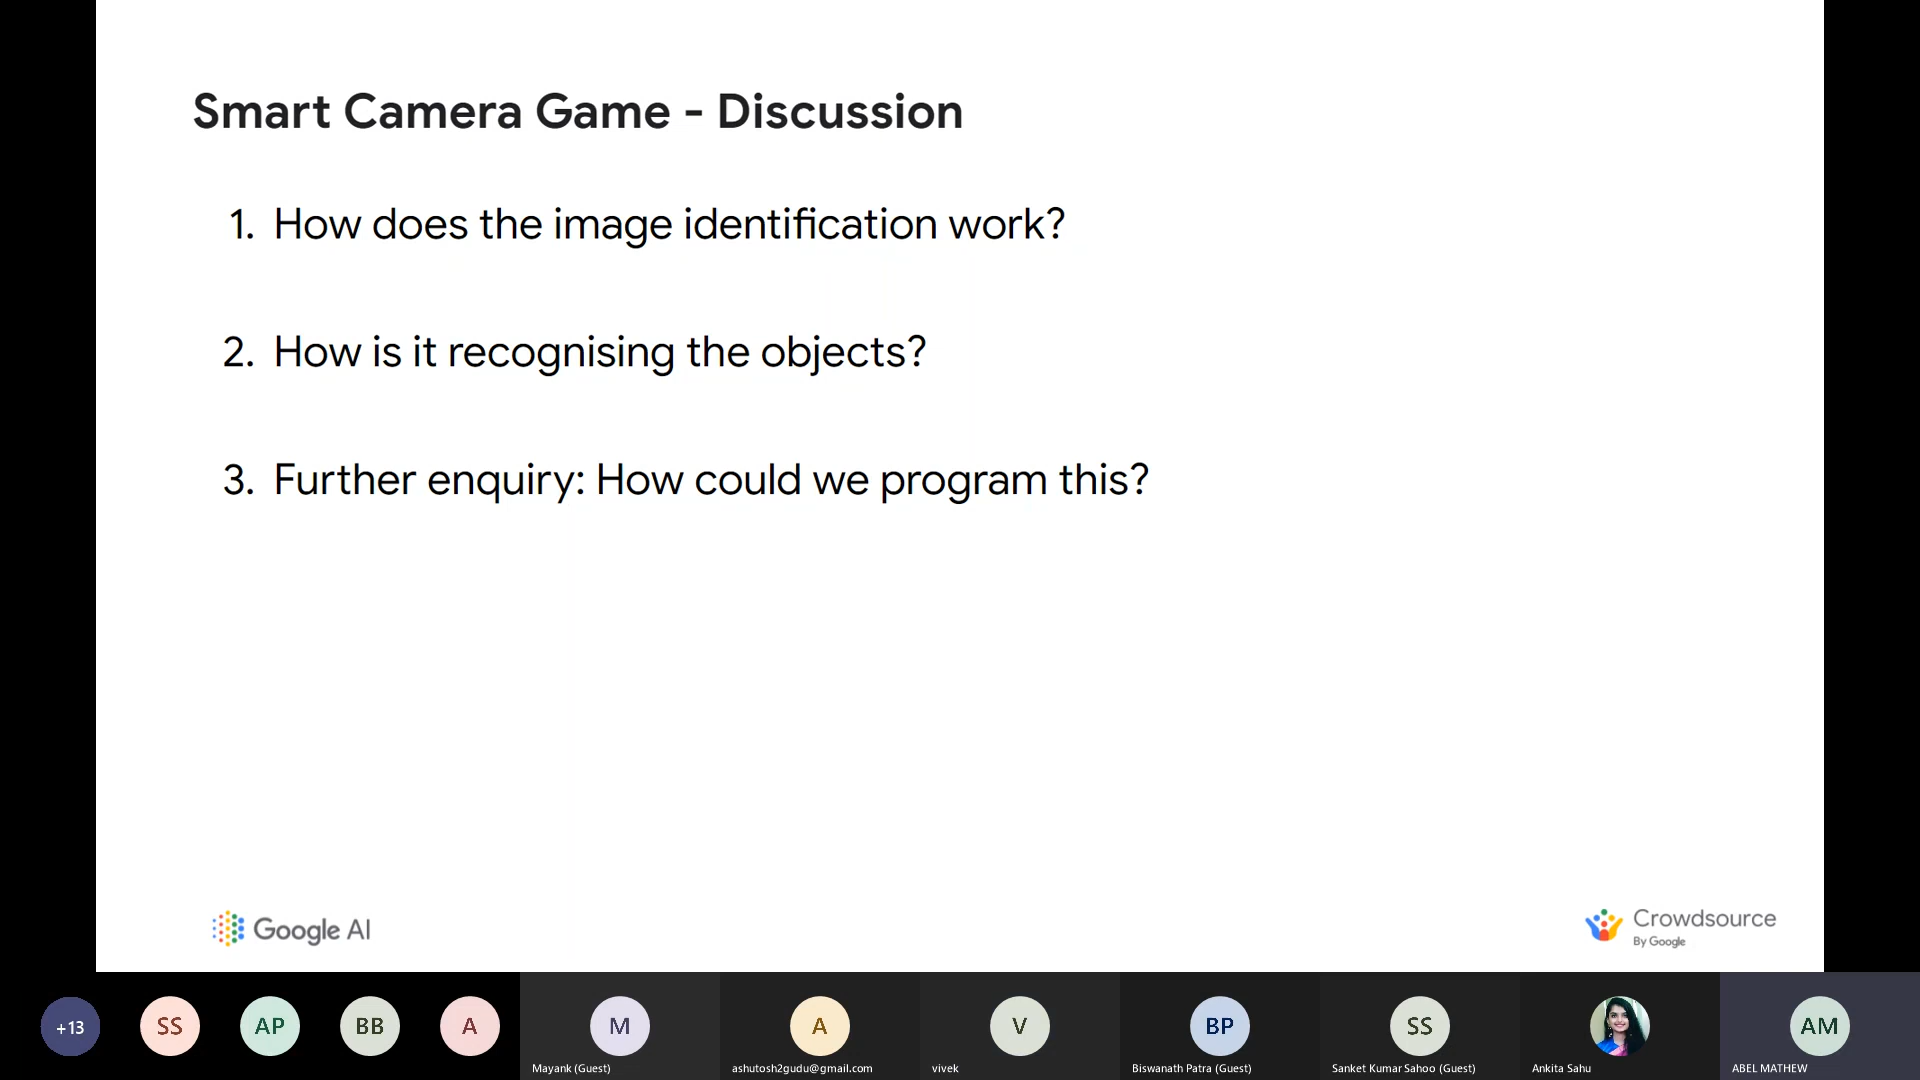 Smart Camera Game - Discussion
1. How does the image identification work?
2. How is it recognising the objects?
3. Further enquiry: How could we program this?
Google AI
Crowdsource
By Google
+13
SS
AP
BB
A
M
A
V
BP
SS
AM
Mayank (Guest)
ashutosh2gudu@gmail.com
vivek
Biswanath Patra (Guest)
Sanket Kumar Sahoo (Guest)
Ankita Sahu
ABEL MATHEW